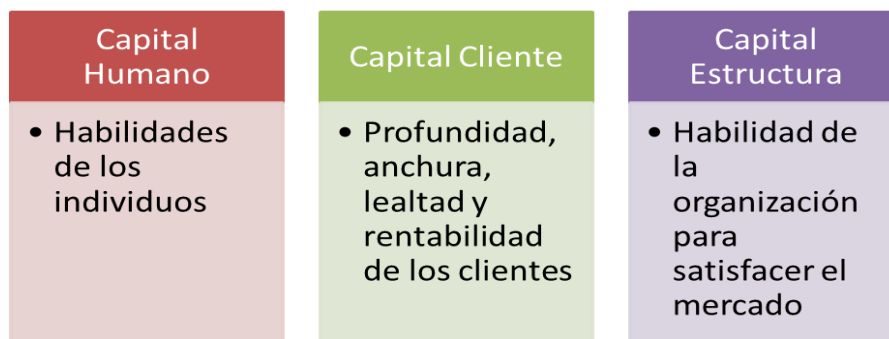 Capital
Humano
• Habilidades
de los
individuos
Capital Cliente
• Profundidad,
anchura,
lealtad y
rentabilidad
de los clientes
Capital
Estructura
• Habilidad de
la
organización
para
satisfacer el
mercado